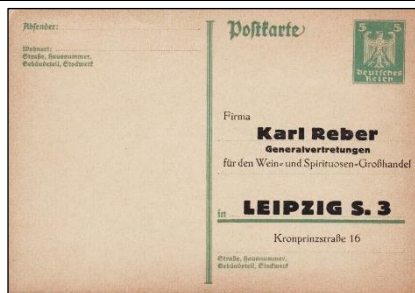 Absender:
Wohnort:
Straße, Hausnummer,
Gebäudeteil, Stockwerk
Postkarte
5 5
Deutsches
Reich
Firma
Karl Reber
Generalvertretungen
für den Wein- und Spirituosen-Großhandel
in LEIPZIG S. 3
Kronprinzstraße 16
Straße, Hausnummer,
Gebäudeteil, Stockwerk